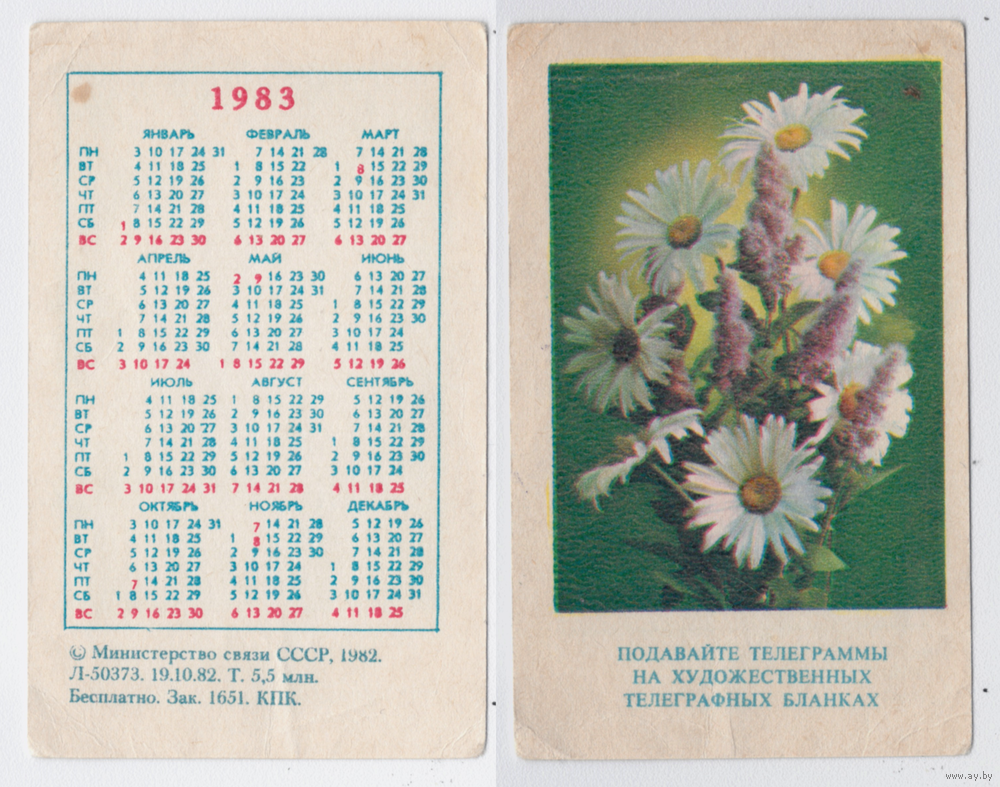 1983
ЯНВАРЬ ФЕВРАЛЬ МАРТ
ПН 3 10 17 24 31 7 14 21 28 7 14 21 28
ВТ 4 11 18 25 1 8 15 22 1 8 15 22 29
СР 5 12 19 26 2 9 16 23 2 9 16 23 30
ЧТ 6 13 20 27 3 10 17 24 3 10 17 24 31
ПТ 7 14 21 28 4 11 18 25 4 11 18 25
СБ 1 8 15 22 29 5 12 19 26 5 12 19 26
ВС 2 9 16 23 30 6 13 20 27 6 13 20 27
АПРЕЛЬ МАЙ ИЮНЬ
ПН 4 11 18 25 2 9 16 23 30 6 13 20 27
ВТ 5 12 19 26 3 10 17 24 31 7 14 21 28
СР 6 13 20 27 4 11 18 25 1 8 15 22 29
ЧТ 7 14 21 28 5 12 19 26 2 9 16 23 30
ПТ 1 8 15 22 29 6 13 20 27 3 10 17 24
СБ 2 9 16 23 30 7 14 21 28 4 11 18 25
ВС 3 10 17 24 1 8 15 22 29 5 12 19 26
ИЮЛЬ АВГУСТ СЕНТЯБРЬ
ПН 4 11 18 25 1 8 15 22 29 5 12 19 26
ВТ 5 12 19 26 2 9 16 23 30 6 13 20 27
СР 6 13 20 27 3 10 17 24 31 7 14 21 28
ЧТ 7 14 21 28 4 11 18 25 1 8 15 22 29
ПТ 1 8 15 22 29 5 12 19 26 2 9 16 23 30
СБ 2 9 16 23 30 6 13 20 27 3 10 17 24
ВС 3 10 17 24 31 7 14 21 28 4 11 18 25
ОКТЯБРЬ НОЯБРЬ ДЕКАБРЬ
ПН 3 10 17 24 31 7 14 21 28 5 12 19 26
ВТ 4 11 18 25 1 8 15 22 29 6 13 20 27
СР 5 12 19 26 2 9 16 23 30 7 14 21 28
ЧТ 6 13 20 27 3 10 17 24 1 8 15 22 29
ПТ 7 14 21 28 4 11 18 25 2 9 16 23 30
СБ 1 8 15 22 29 5 12 19 26 3 10 17 24 31
ВС 2 9 16 23 30 6 13 20 27 4 11 18 25
© Министерство связи СССР, 1982.
Л-50373. 19.10.82. Т. 5,5 млн.
Бесплатно. Зак. 1651. КПК.
ПОДАВАЙТЕ ТЕЛЕГРАММЫ
НА ХУДОЖЕСТВЕННЫХ
ТЕЛЕГРАФНЫХ БЛАНКАХ
www.ay.by